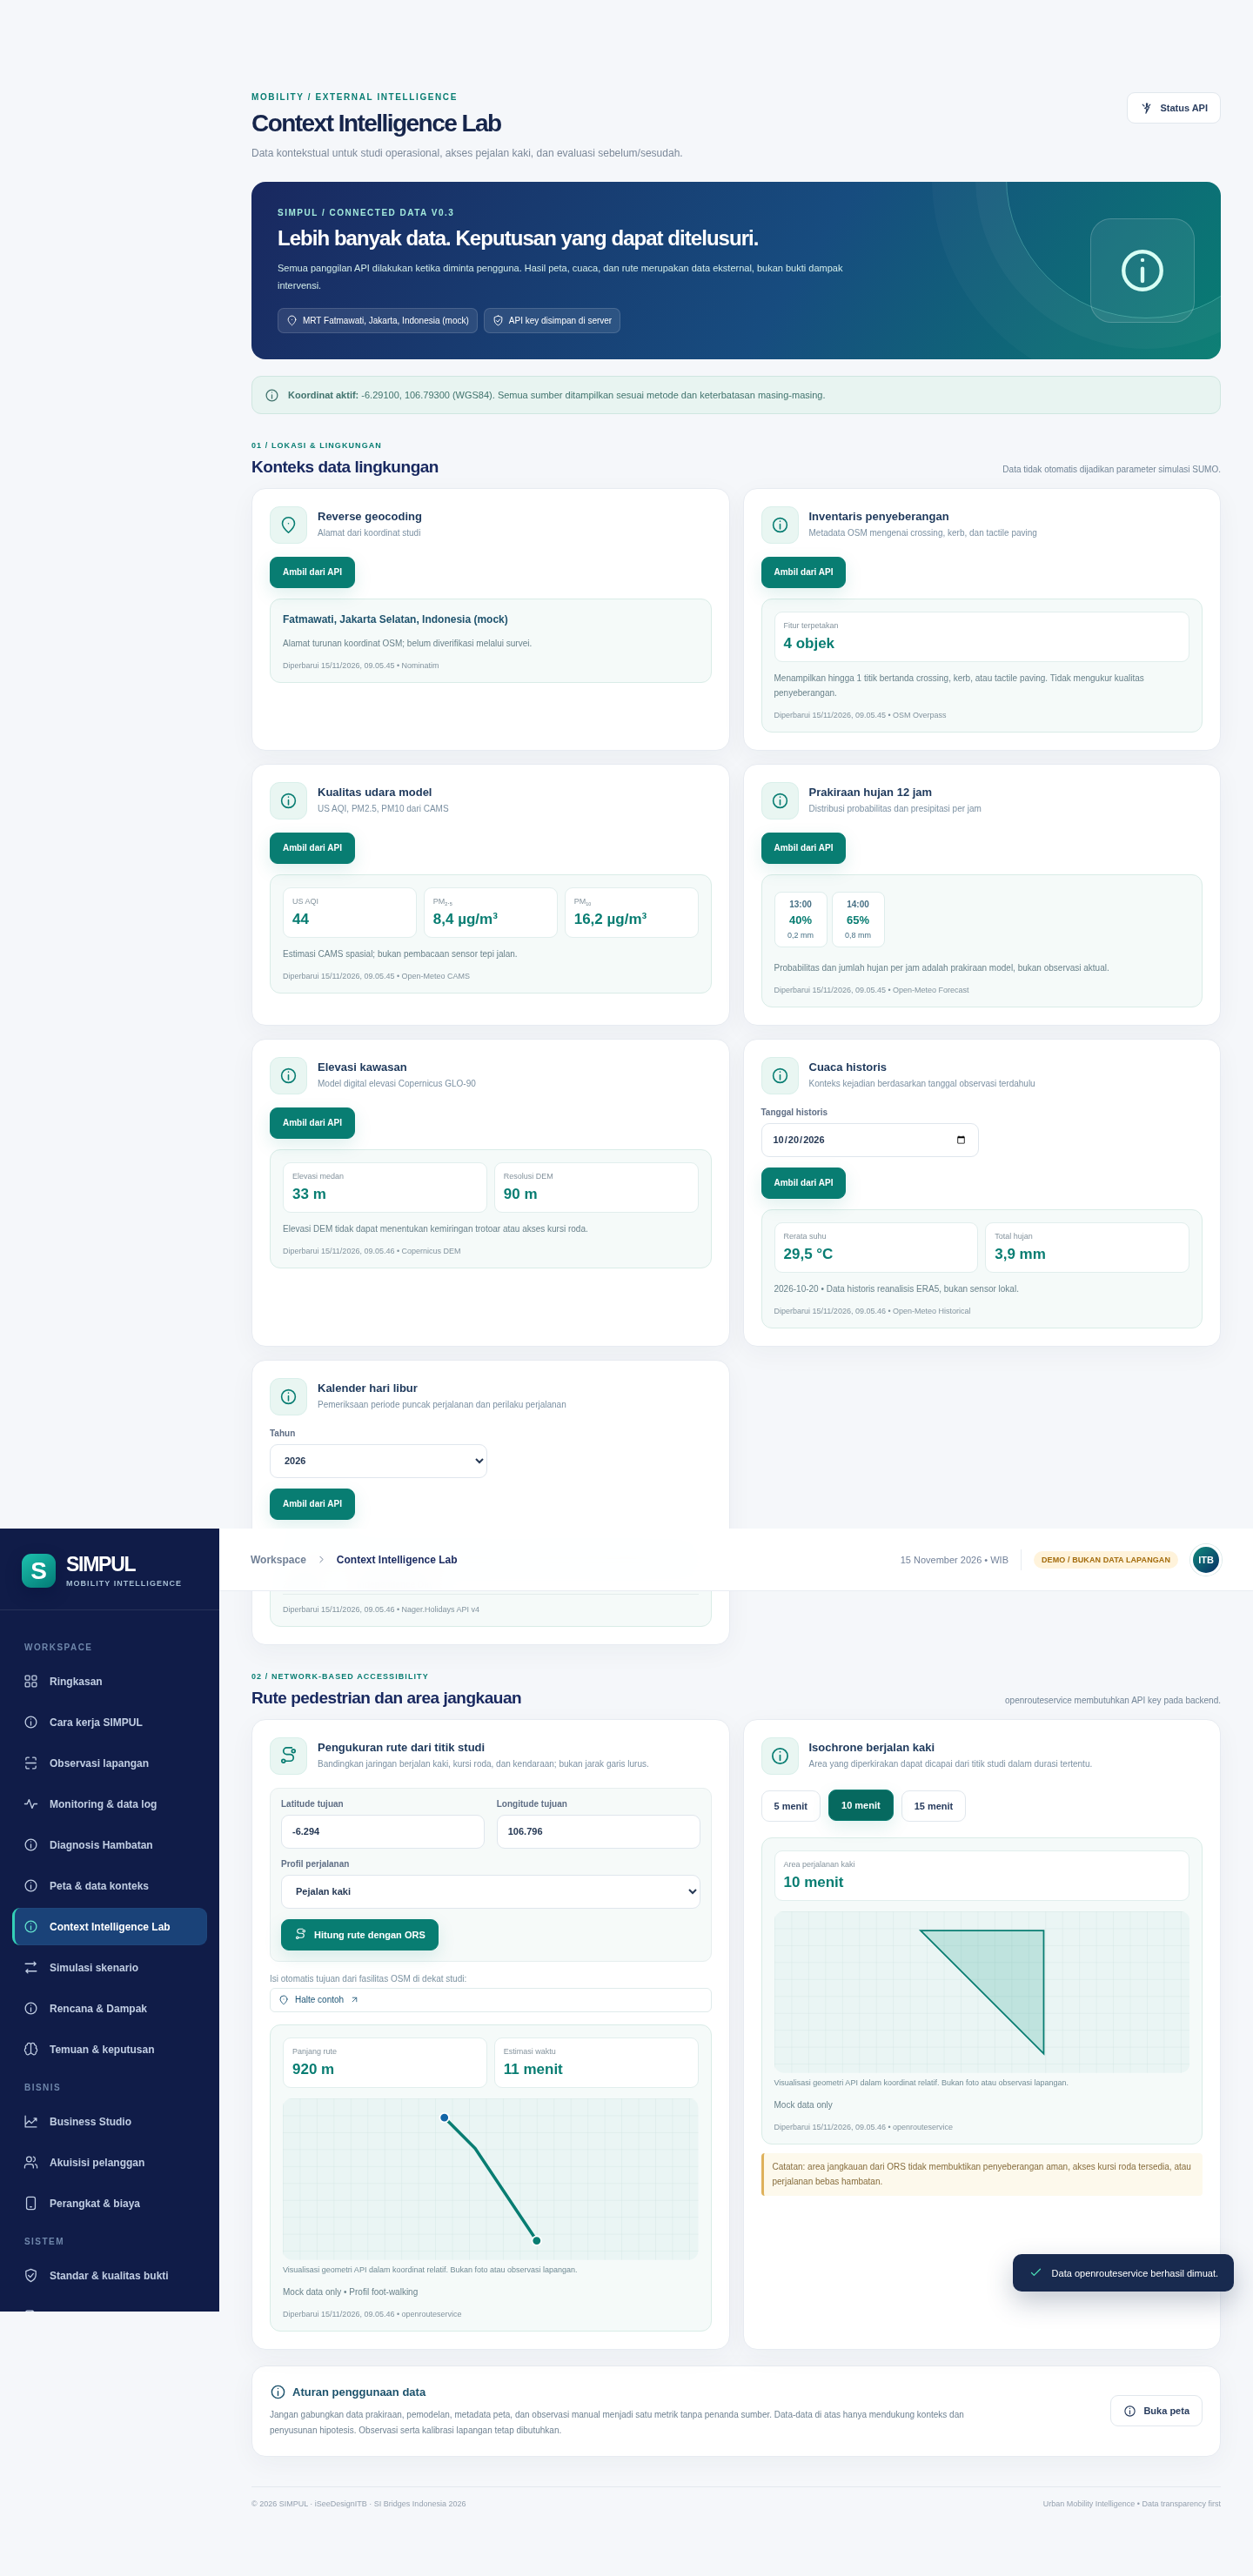 MOBILITY / EXTERNAL INTELLIGENCE
Context Intelligence Lab
Data kontekstual untuk studi operasional, akses pejalan kaki, dan evaluasi sebelum/sesudah.
Status API
SIMPUL / CONNECTED DATA V0.3
Lebih banyak data. Keputusan yang dapat ditelusuri.
Semua panggilan API dilakukan ketika diminta pengguna. Hasil peta, cuaca, dan rute merupakan data eksternal, bukan bukti dampak
intervensi.
MRT Fatmawati, Jakarta, Indonesia (mock)
API key disimpan di server
Koordinat aktif: -6.29100, 106.79300 (WGS84). Semua sumber ditampilkan sesuai metode dan keterbatasan masing-masing.
01 / LOKASI & LINGKUNGAN
Konteks data lingkungan
Data tidak otomatis dijadikan parameter simulasi SUMO.
Reverse geocoding
Alamat dari koordinat studi
Ambil dari API
Fatmawati, Jakarta Selatan, Indonesia (mock)
Alamat turunan koordinat OSM; belum diverifikasi melalui survei.
Diperbarui 15/11/2026, 09.05.45 • Nominatim
Inventaris penyeberangan
Metadata OSM mengenai crossing, kerb, dan tactile paving
Ambil dari API
Fitur terpetakan
4 objek
Menampilkan hingga 1 titik bertanda crossing, kerb, atau tactile paving. Tidak mengukur kualitas
penyeberangan.
Diperbarui 15/11/2026, 09.05.45 • OSM Overpass
Kualitas udara model
US AQI, PM2.5, PM10 dari CAMS
Ambil dari API
US AQI
44
PM₂.₅
8,4 µg/m³
PM₁₀
16,2 µg/m³
Estimasi CAMS spasial; bukan pembacaan sensor tepi jalan.
Diperbarui 15/11/2026, 09.05.45 • Open-Meteo CAMS
Prakiraan hujan 12 jam
Distribusi probabilitas dan presipitasi per jam
Ambil dari API
13:00
40%
0,2 mm
14:00
65%
0,8 mm
Probabilitas dan jumlah hujan per jam adalah prakiraan model, bukan observasi aktual.
Diperbarui 15/11/2026, 09.05.45 • Open-Meteo Forecast
Elevasi kawasan
Model digital elevasi Copernicus GLO-90
Ambil dari API
Elevasi medan
33 m
Resolusi DEM
90 m
Elevasi DEM tidak dapat menentukan kemiringan trotoar atau akses kursi roda.
Diperbarui 15/11/2026, 09.05.46 • Copernicus DEM
Cuaca historis
Konteks kejadian berdasarkan tanggal observasi terdahulu
Tanggal historis
10/20/2026
Ambil dari API
Rerata suhu
29,5 °C
Total hujan
3,9 mm
2026-10-20 • Data historis reanalisis ERA5, bukan sensor lokal.
Diperbarui 15/11/2026, 09.05.46 • Open-Meteo Historical
Kalender hari libur
Pemeriksaan periode puncak perjalanan dan perilaku perjalanan
Tahun
2026
Ambil dari API
S
SIMPUL
MOBILITY INTELLIGENCE
Workspace
Context Intelligence Lab
15 November 2026 • WIB
DEMO / BUKAN DATA LAPANGAN
ITB
Diperbarui 15/11/2026, 09.05.46 • Nager.Holidays API v4
WORKSPACE
Ringkasan
Cara kerja SIMPUL
Observasi lapangan
Monitoring & data log
Diagnosis Hambatan
Peta & data konteks
Context Intelligence Lab
Simulasi skenario
Rencana & Dampak
Temuan & keputusan
BISNIS
Business Studio
Akuisisi pelanggan
Perangkat & biaya
SISTEM
Standar & kualitas bukti
02 / NETWORK-BASED ACCESSIBILITY
Rute pedestrian dan area jangkauan
openrouteservice membutuhkan API key pada backend.
Pengukuran rute dari titik studi
Bandingkan jaringan berjalan kaki, kursi roda, dan kendaraan; bukan jarak garis lurus.
Latitude tujuan
-6.294
Longitude tujuan
106.796
Profil perjalanan
Pejalan kaki
Hitung rute dengan ORS
Isi otomatis tujuan dari fasilitas OSM di dekat studi:
Halte contoh
Panjang rute
920 m
Estimasi waktu
11 menit
Visualisasi geometri API dalam koordinat relatif. Bukan foto atau observasi lapangan.
Mock data only • Profil foot-walking
Diperbarui 15/11/2026, 09.05.46 • openrouteservice
Isochrone berjalan kaki
Area yang diperkirakan dapat dicapai dari titik studi dalam durasi tertentu.
5 menit
10 menit
15 menit
Area perjalanan kaki
10 menit
Visualisasi geometri API dalam koordinat relatif. Bukan foto atau observasi lapangan.
Mock data only
Diperbarui 15/11/2026, 09.05.46 • openrouteservice
Catatan: area jangkauan dari ORS tidak membuktikan penyeberangan aman, akses kursi roda tersedia, atau
perjalanan bebas hambatan.
Data openrouteservice berhasil dimuat.
Aturan penggunaan data
Jangan gabungkan data prakiraan, pemodelan, metadata peta, dan observasi manual menjadi satu metrik tanpa penanda sumber. Data-data di atas hanya mendukung konteks dan
penyusunan hipotesis. Observasi serta kalibrasi lapangan tetap dibutuhkan.
Buka peta
© 2026 SIMPUL · iSeeDesignITB · SI Bridges Indonesia 2026
Urban Mobility Intelligence • Data transparency first